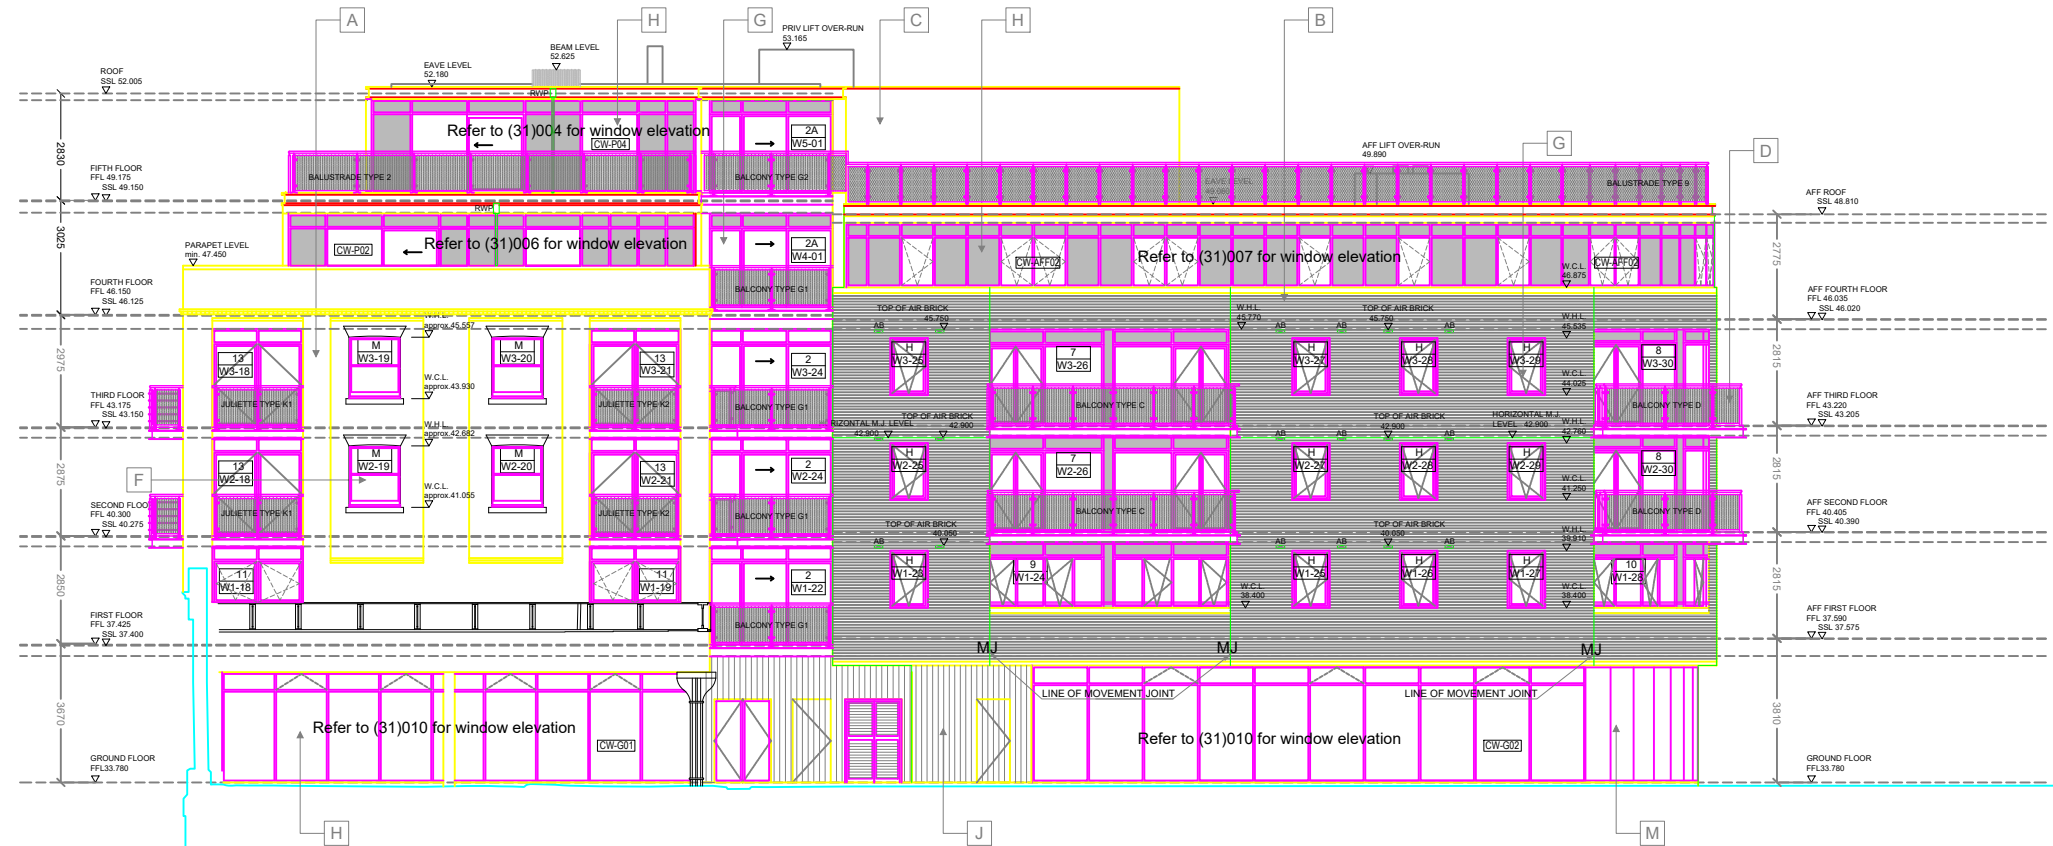 A
H
G
C
H
B
PRIV LIFT OVER-RUN
53.165
BEAM LEVEL
52.625
EAVE LEVEL
52.180
ROOF
SSL 52.005
RWP
Refer to (31)004 for window elevation
CW-P04
2A
W5-01
BALUSTRADE TYPE 2
BALCONY TYPE G2
AFF LIFT OVER-RUN
49.890
G
D
EAVE LEVEL
BALUSTRADE TYPE 9
2830
FIFTH FLOOR
FFL 49.175
SSL 49.150
AFF ROOF
SSL 48.810
RWP
3025
PARAPET LEVEL
min. 47.450
CW-P02
Refer to (31)006 for window elevation
2A
W4-01
CW-AFF02
Refer to (31)007 for window elevation
CW-AFF02
W.C.L.
46.875
2775
BALCONY TYPE G1
FOURTH FLOOR
FFL 46.150
SSL 46.125
AFF FOURTH FLOOR
FFL 46.035
SSL 46.020
TOP OF AIR BRICK
45.750
W.H.L.
45.770
TOP OF AIR BRICK
45.750
W.H.L.
45.535
AB
AB
AB
AB
W.H.L.
approx.45.557
2975
13
W3-18
M
W3-19
M
W3-20
13
W3-21
2
W3-24
H
W3-25
7
W3-26
H
W3-27
H
W3-28
H
W3-29
8
W3-30
2815
W.C.L.
approx.43.930
W.C.L.
44.025
THIRD FLOOR
FFL 43.175
SSL 43.150
JULIETTE TYPE K1
JULIETTE TYPE K2
BALCONY TYPE G1
BALCONY TYPE C
BALCONY TYPE D
AFF THIRD FLOOR
FFL 43.220
SSL 43.205
TOP OF AIR BRICK
42.900
HORIZONTAL M.J. LEVEL
42.900
TOP OF AIR BRICK
42.900
HORIZONTAL M.J.
LEVEL 42.900
W.H.L.
42.760
AB
AB
AB
AB
W.H.L.
approx.42.682
2875
13
W2-18
M
W2-19
M
W2-20
13
W2-21
2
W2-24
H
W2-25
7
W2-26
H
W2-27
H
W2-28
H
W2-29
8
W2-30
2815
F
W.C.L.
approx.41.055
W.C.L.
41.250
SECOND FLOO
FFL 40.300
SSL 40.275
JULIETTE TYPE K1
JULIETTE TYPE K2
BALCONY TYPE G1
BALCONY TYPE C
BALCONY TYPE D
AFF SECOND FLOOR
FFL 40.405
SSL 40.390
TOP OF AIR BRICK
40.050
TOP OF AIR BRICK
40.050
W.H.L.
39.910
AB
AB
AB
AB
2850
11
W1-18
11
W1-19
2
W1-22
H
W1-23
9
W1-24
H
W1-25
H
W1-26
H
W1-27
10
W1-28
2815
W.C.L.
38.400
W.C.L.
38.400
FIRST FLOOR
FFL 37.425
SSL 37.400
BALCONY TYPE G1
AFF FIRST FLOOR
FFL 37.590
SSL 37.575
MJ
MJ
MJ
LINE OF MOVEMENT JOINT
LINE OF MOVEMENT JOINT
3670
3810
Refer to (31)010 for window elevation
CW-G01
Refer to (31)010 for window elevation
CW-G02
GROUND FLOOR
FFL33.780
GROUND FLOOR
FFL33.780
H
J
M